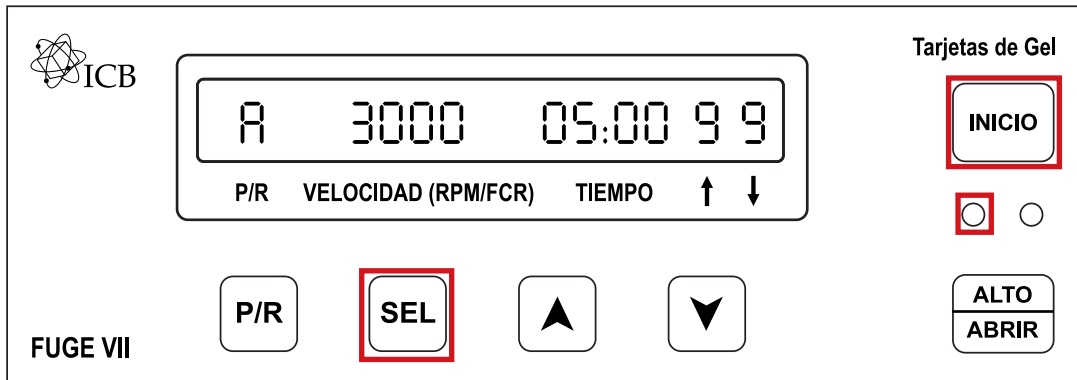 ICB
Tarjetas de Gel
A 3000 05:00 9 9
INICIO
P/R VELOCIDAD (RPM/FCR) TIEMPO ↑ ↓
P/R SEL
ALTO
ABRIR
FUGE VII